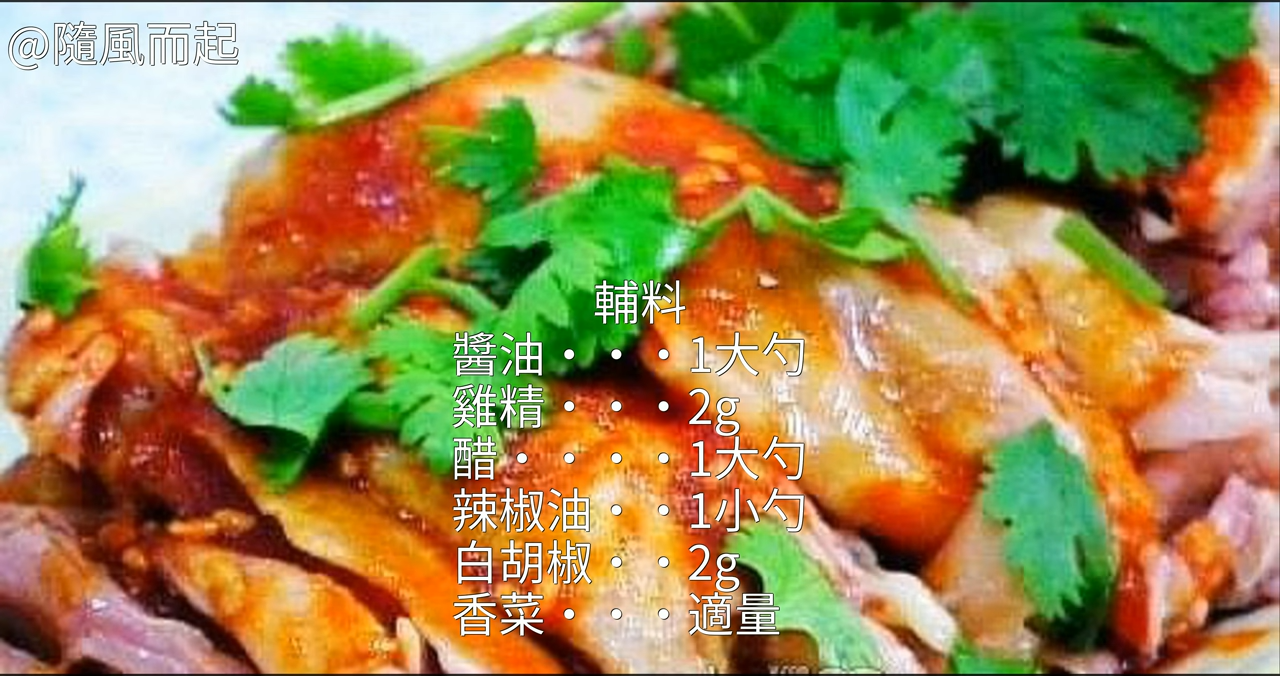 @隨風而起
輔料
醬油・・・1大勺
雞精・・・2g
醋・・・・1大勺
辣椒油・・1小勺
白胡椒・・2g
香菜・・・適量